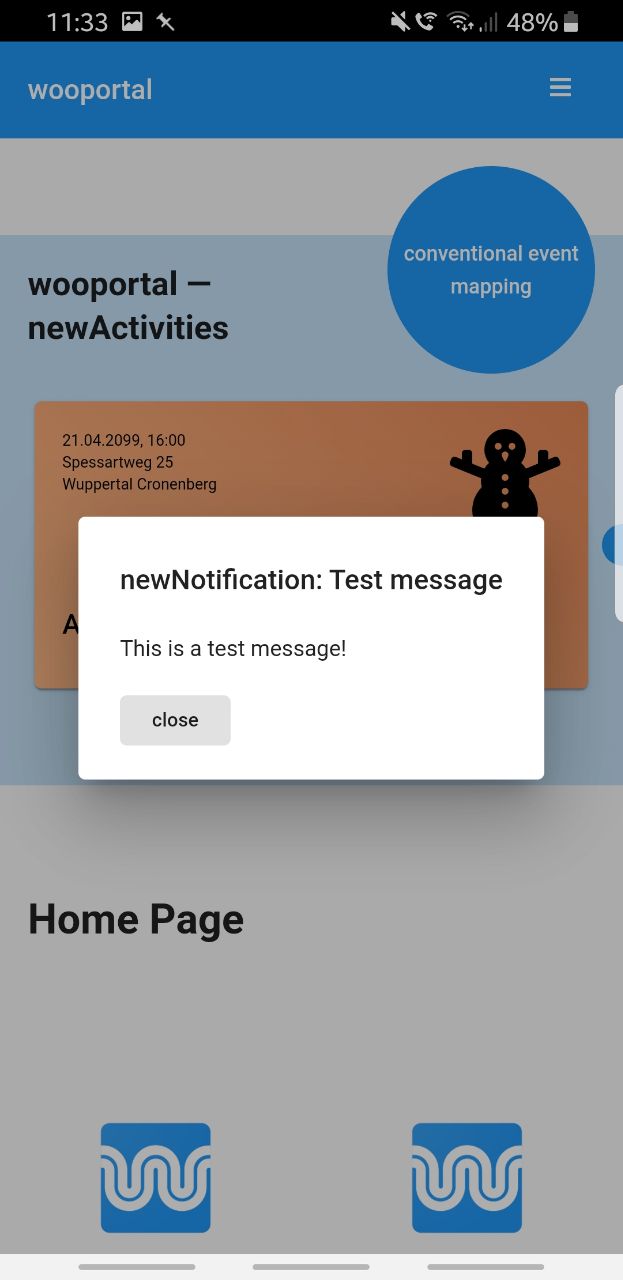 11:33 48%
wooportal
conventional event
mapping
wooportal —
newActivities
21.04.2099, 16:00
Spessartweg 25
Wuppertal Cronenberg
A
newNotification: Test message
This is a test message!
close
Home Page